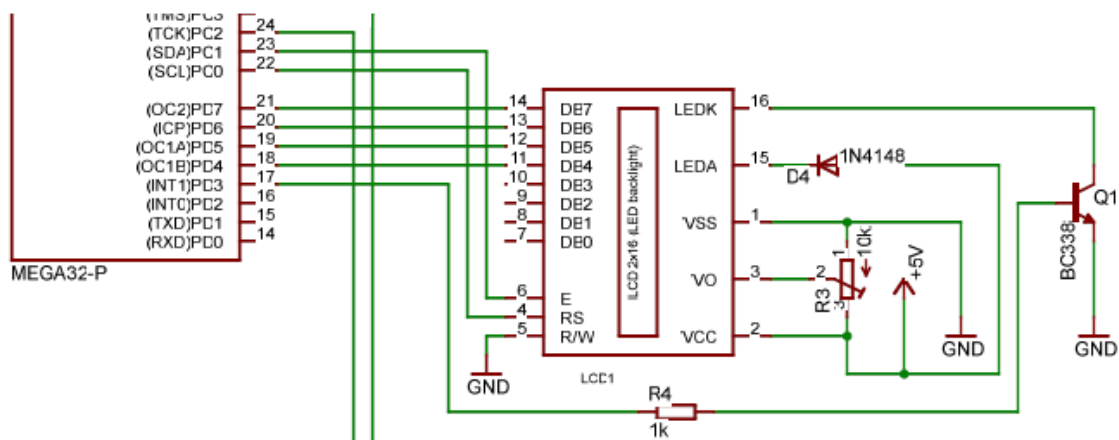 (TMS)PC3
(TCK)PC2 24
(SDA)PC1 23
(SCL)PC0 22
(OC2)PD7 21
(ICP)PD6 20
(OC1A)PD5 19
(OC1B)PD4 18
(INT1)PD3 17
(INT0)PD2 16
(TXD)PD1 15
(RXD)PD0 14
MEGA32-P
14 DB7
13 DB6
12 DB5
11 DB4
10 DB3
9 DB2
8 DB1
7 DB0
6 E
4 RS
5 R/W
GND
LCD 2x16 (LED backlight)
LEDK 16
LEDA 15
VSS 1
VO 3
VCC 2
LCD1
D4 1N4148
1
2
3
R3
10k
+5V
GND
Q1
BC338
GND
R4
1k